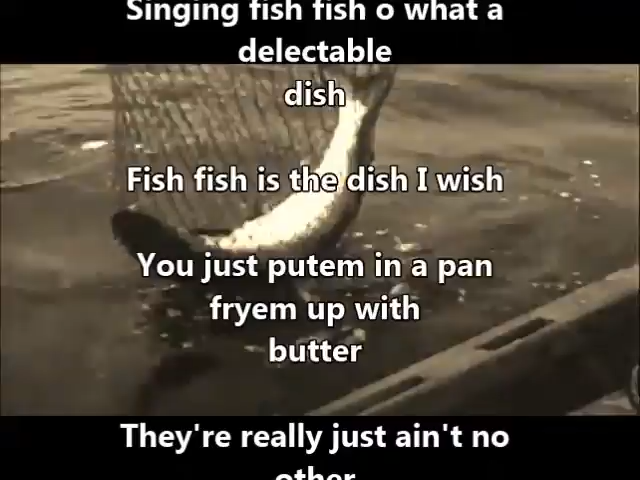 Singing fish fish o what a
delectable
dish
Fish fish is the dish I wish
You just putem in a pan
fryem up with
butter
They're really just ain't no
other